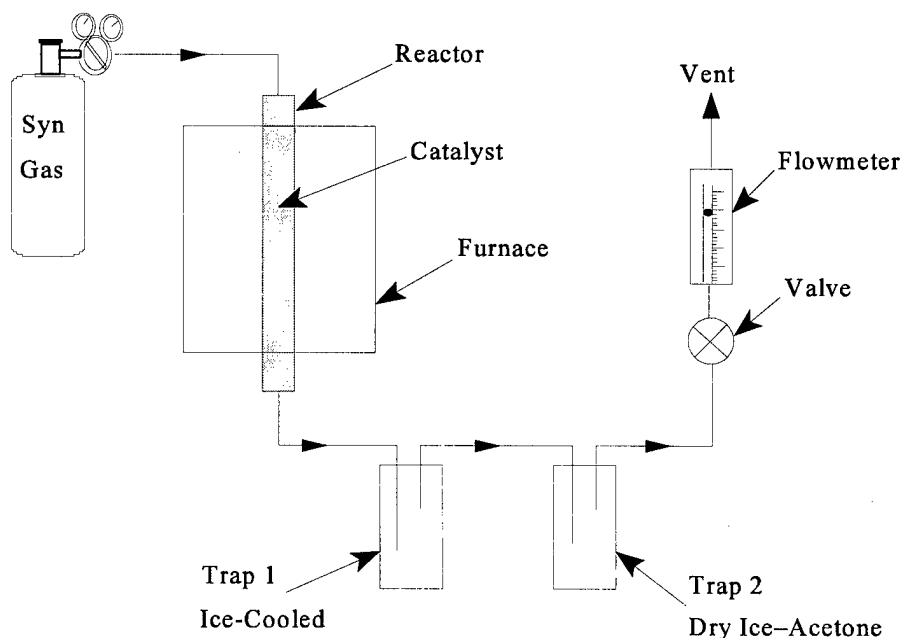 Syn
Gas
Reactor
Catalyst
Furnace
Vent
Flowmeter
Valve
Trap 1
Ice-Cooled
Trap 2
Dry Ice–Acetone